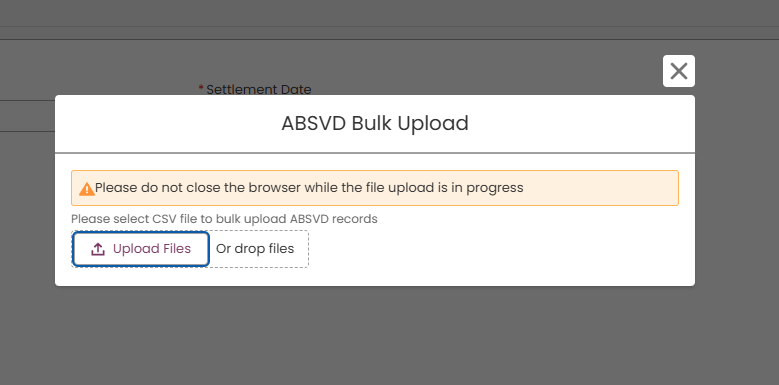 * Settlement Date
ABSVD Bulk Upload
Please do not close the browser while the file upload is in progress
Please select CSV file to bulk upload ABSVD records
Upload Files Or drop files